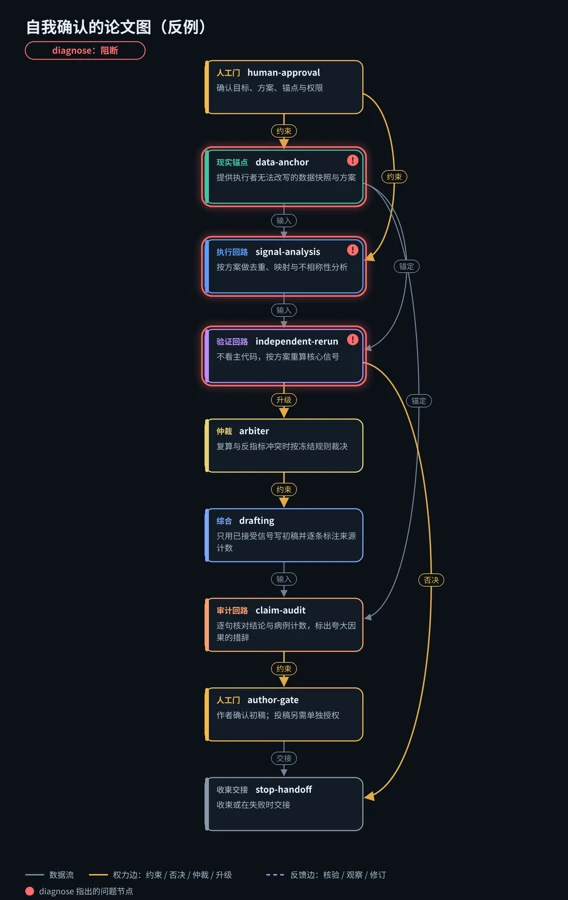 自我确认的论文图（反例）
diagnose：阻断
人工门 human-approval
确认目标、方案、锚点与权限
约束
现实锚点 data-anchor
!
提供执行者无法改写的数据快照与方案
约束
输入
执行回路 signal-analysis
!
按方案做去重、映射与不相称性分析
锚定
输入
验证回路 independent-rerun
!
不看主代码，按方案重算核心信号
升级
锚定
仲裁 arbiter
复算与反指标冲突时按冻结规则裁决
约束
综合 drafting
只用已接受信号写初稿并逐条标注来源
计数
输入
否决
审计回路 claim-audit
逐句核对结论与病例计数，标出夸大因
果的措辞
约束
人工门 author-gate
作者确认初稿；投稿另需单独授权
交接
收束交接 stop-handoff
收束或在失败时交接
数据流 权力边：约束 / 否决 / 仲裁 / 升级 反馈边：核验 / 观察 / 修订
diagnose 指出的问题节点